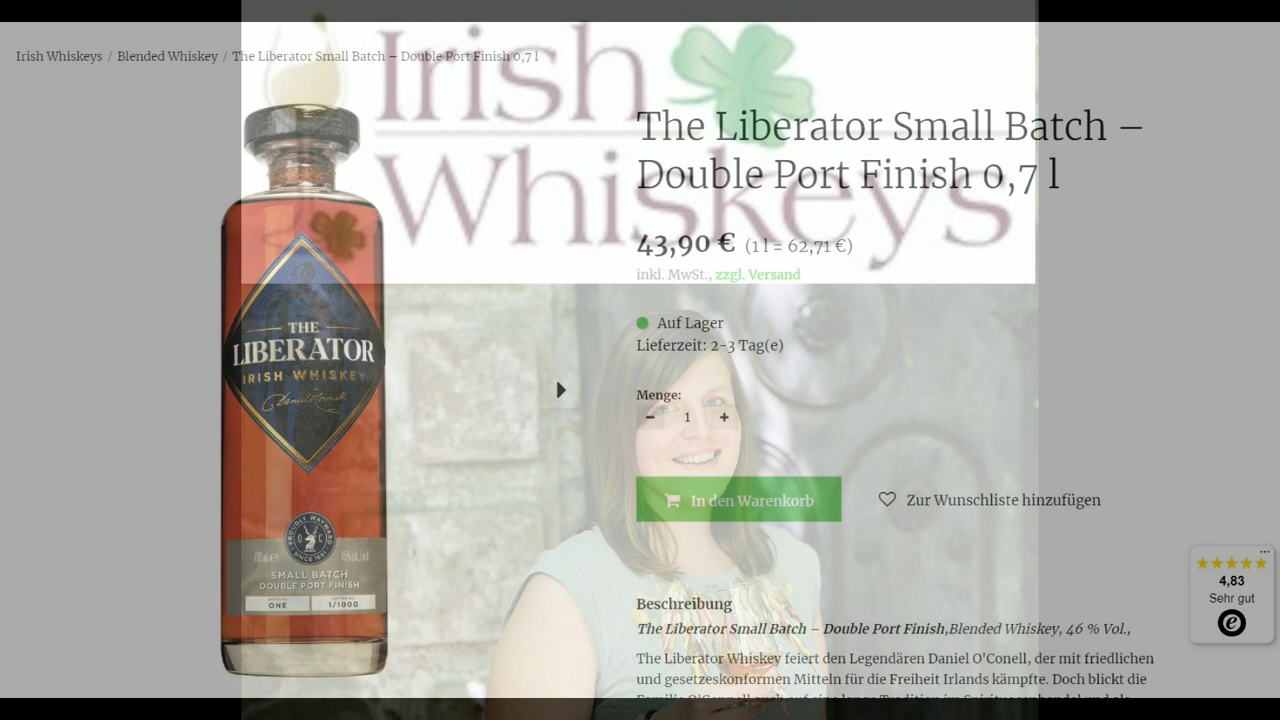 Irish
Whiskeys
Irish Whiskeys / Blended Whiskey / The Liberator Small Batch – Double Port Finish 0,7 l
The Liberator Small Batch –
Double Port Finish 0,7 l
43,90 € (1 l = 62,71 €)
inkl. MwSt., zzgl. Versand
Auf Lager
Lieferzeit: 2-3 Tag(e)
Menge:
− 1 +
In den Warenkorb
Zur Wunschliste hinzufügen
Beschreibung
The Liberator Small Batch – Double Port Finish,Blended Whiskey, 46 % Vol.,
The Liberator Whiskey feiert den Legendären Daniel O'Conell, der mit friedlichen
und gesetzeskonformen Mitteln für die Freiheit Irlands kämpfte. Doch blickt die
THE
LIBERATOR
IRISH WHISKEY
PROUDLY WAYWARD
O C
SINCE 1661
SMALL BATCH
DOUBLE PORT FINISH
ONE
1/1000
4,83
Sehr gut